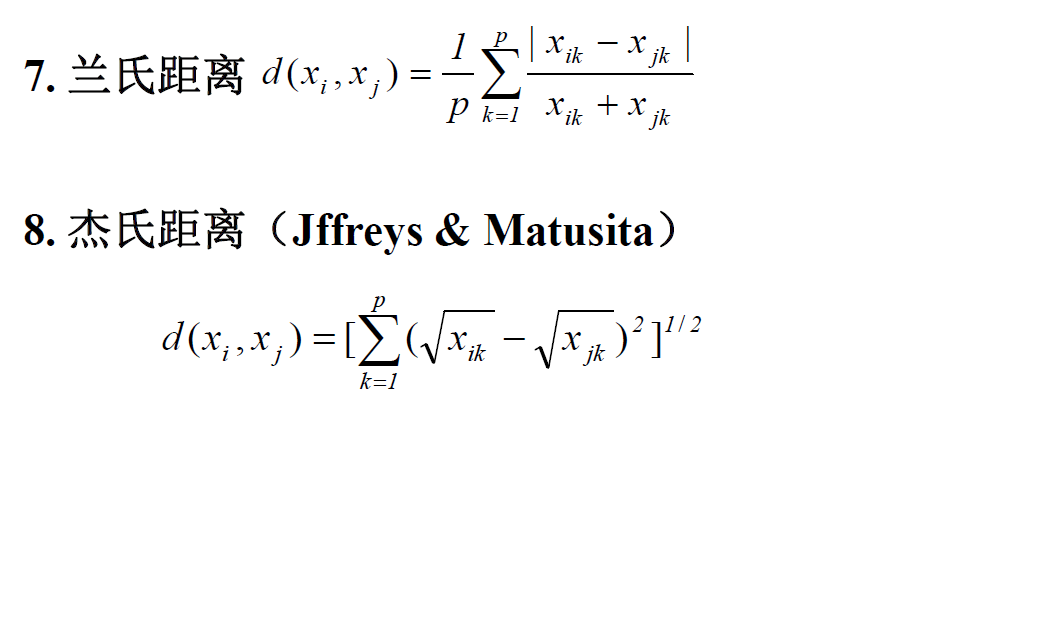 7. 兰氏距离 d(x_i, x_j) = \frac{1}{p} \sum_{k=1}^{p} \frac{| x_{ik} - x_{jk} |}{x_{ik} + x_{jk}}
8. 杰氏距离（Jffreys & Matusita）
d(x_i, x_j) = [\sum_{k=1}^{p} (\sqrt{x_{ik}} - \sqrt{x_{jk}})^2]^{1/2}